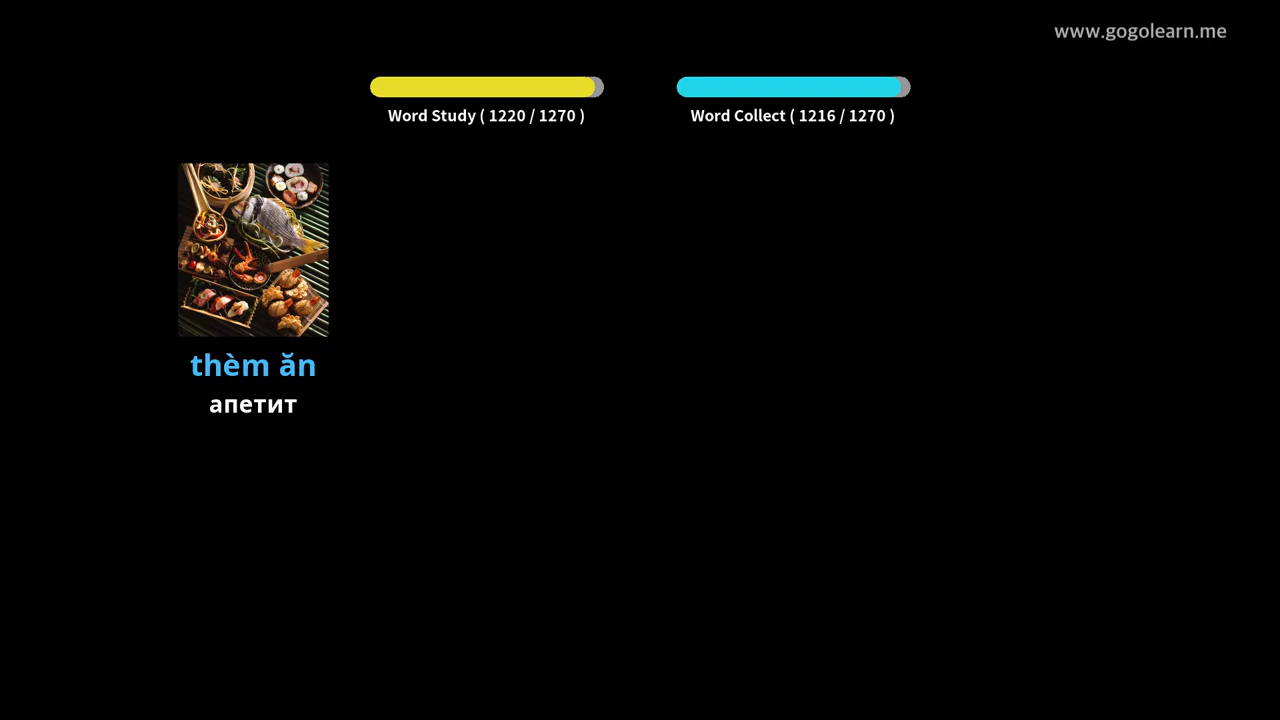 www.gogolearn.me
Word Study ( 1220 / 1270 )
Word Collect ( 1216 / 1270 )
thèm ăn
апетит